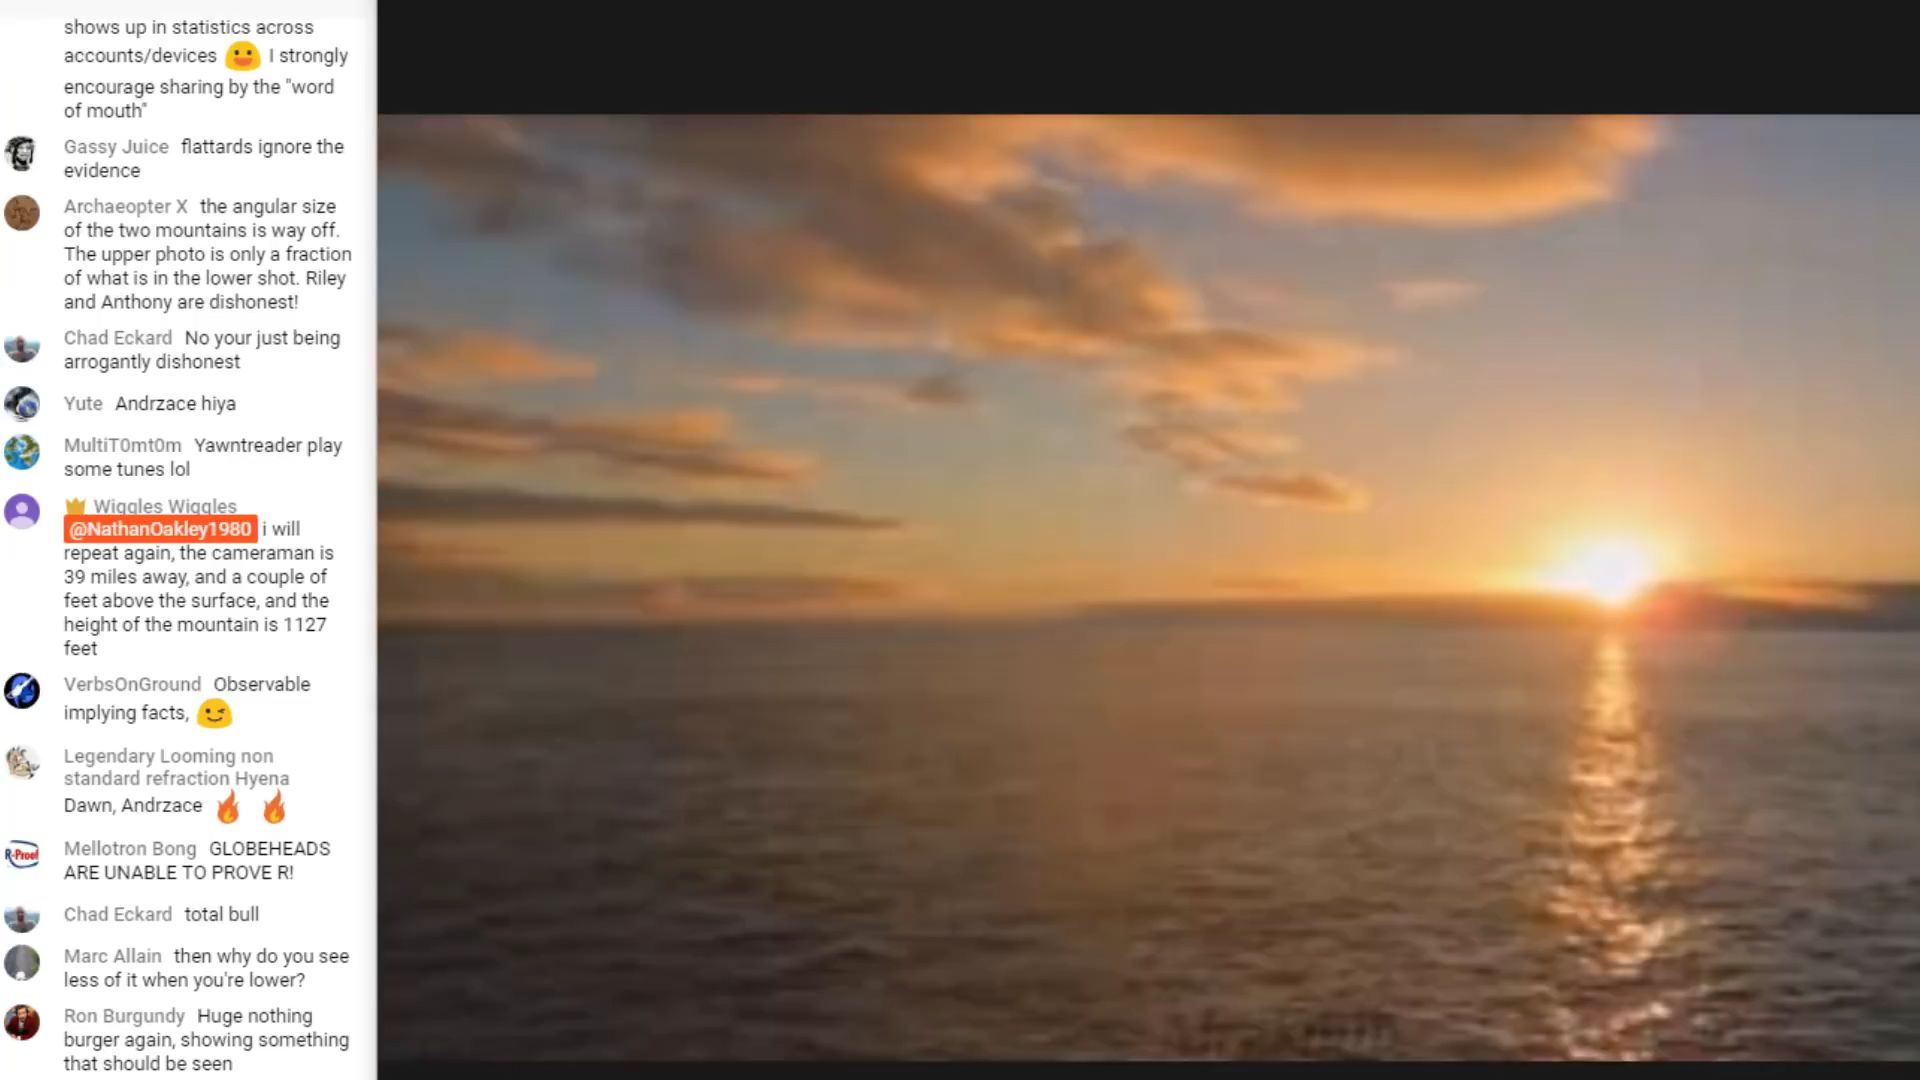 shows up in statistics across
accounts/devices 😃 I strongly
encourage sharing by the "word
of mouth"
Gassy Juice flattards ignore the
evidence
Archaeopter X the angular size
of the two mountains is way off.
The upper photo is only a fraction
of what is in the lower shot. Riley
and Anthony are dishonest!
Chad Eckard No your just being
arrogantly dishonest
Yute Andrzace hiya
MultiT0mt0m Yawntreader play
some tunes lol
Wiggles Wiggles
@NathanOakley1980 i will
repeat again, the cameraman is
39 miles away, and a couple of
feet above the surface, and the
height of the mountain is 1127
feet
VerbsOnGround Observable
implying facts, 😉
Legendary Looming non
standard refraction Hyena
Dawn, Andrzace 🔥 🔥
R-Proof
Mellotron Bong GLOBEHEADS
ARE UNABLE TO PROVE R!
Chad Eckard total bull
Marc Allain then why do you see
less of it when you're lower?
Ron Burgundy Huge nothing
burger again, showing something
that should be seen